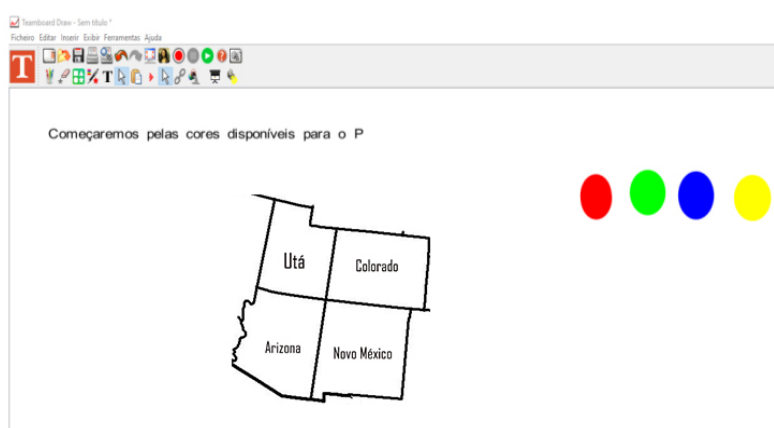 Teamboard Draw - Sem título *
Ficheiro Editar Inserir Exibir Ferramentas Ajuda
T
T
Começaremos pelas cores disponíveis para o P
Utá
Colorado
Arizona
Novo México